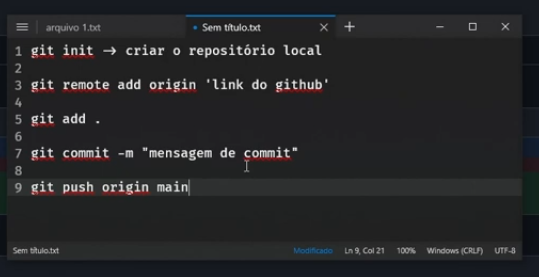 arquivo 1.txt
Sem título.txt
1 git init → criar o repositório local
2
3 git remote add origin 'link do github'
4
5 git add .
6
7 git commit -m "mensagem de commit"
8
9 git push origin main
Sem título.txt
Modificado
Ln 9, Col 21
100%
Windows (CRLF)
UTF-8